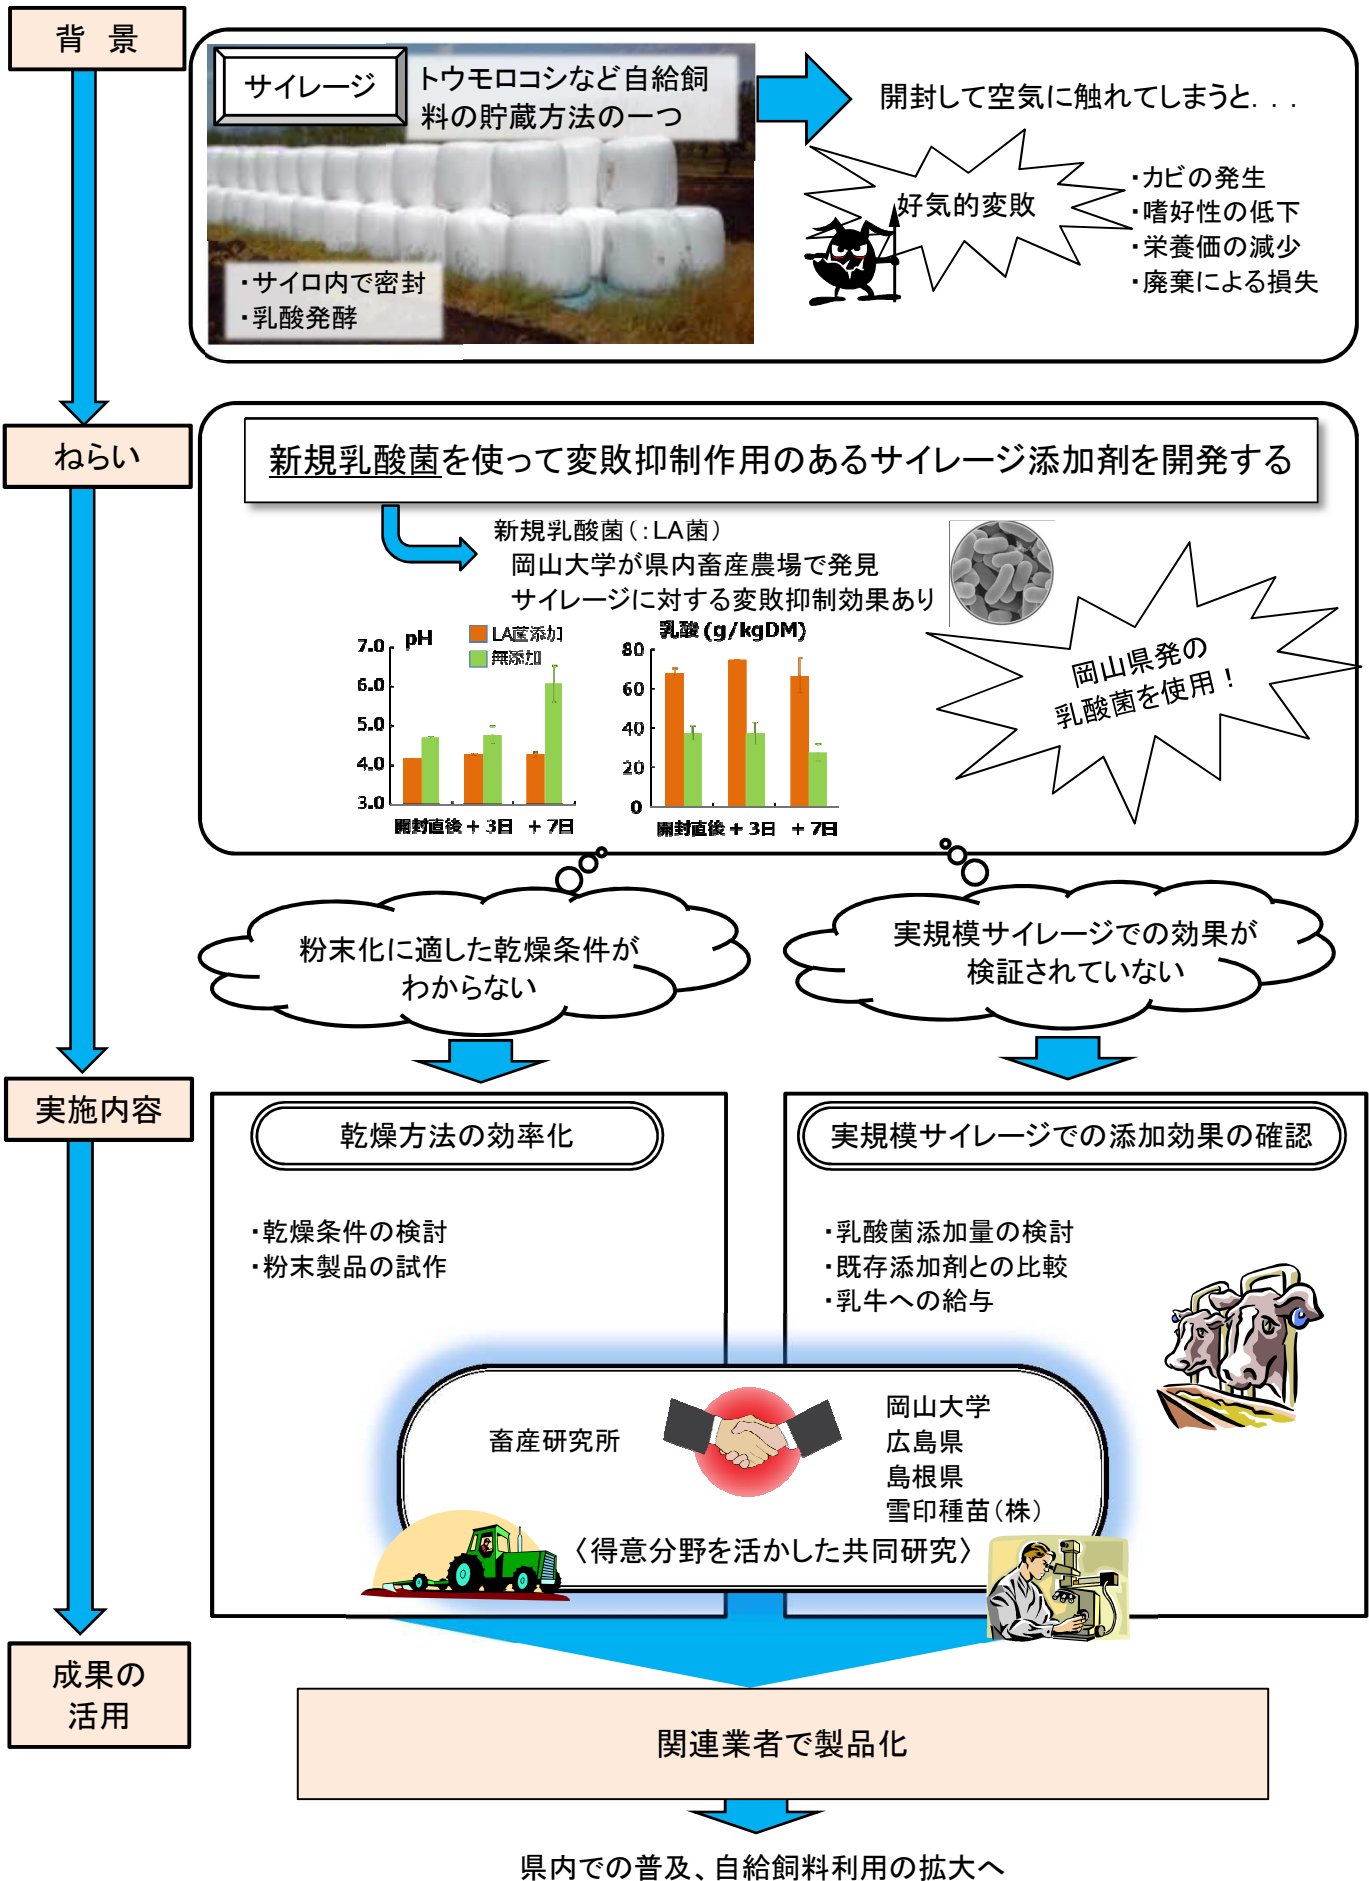 背 景
サイレージ
トウモロコシなど自給飼
料の貯蔵方法の一つ
・サイロ内で密封
・乳酸発酵
開封して空気に触れてしまうと...
好気的変敗
・カビの発生
・嗜好性の低下
・栄養価の減少
・廃棄による損失
ねらい
新規乳酸菌を使って変敗抑制作用のあるサイレージ添加剤を開発する
新規乳酸菌(:LA菌)
岡山大学が県内畜産農場で発見
サイレージに対する変敗抑制効果あり
岡山県発の
乳酸菌を使用!
pH
LA菌添加
無添加
7.0
6.0
5.0
4.0
3.0
開封直後 +3日 +7日
乳酸(g/kgDM)
80
60
40
20
0
開封直後 +3日 +7日
粉末化に適した乾燥条件が
わからない
実規模サイレージでの効果が
検証されていない
実施内容
乾燥方法の効率化
・乾燥条件の検討
・粉末製品の試作
実規模サイレージでの添加効果の確認
・乳酸菌添加量の検討
・既存添加剤との比較
・乳牛への給与
畜産研究所
岡山大学
広島県
島根県
雪印種苗(株)
〈得意分野を活かした共同研究〉
成果の
活用
関連業者で製品化
県内での普及、自給飼料利用の拡大へ